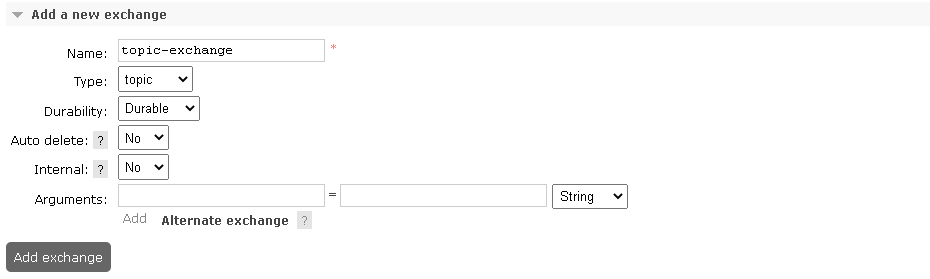 Add a new exchange
Name: topic-exchange *
Type: topic
Durability: Durable
Auto delete: ? No
Internal: ? No
Arguments: = String
Add Alternate exchange ?
Add exchange